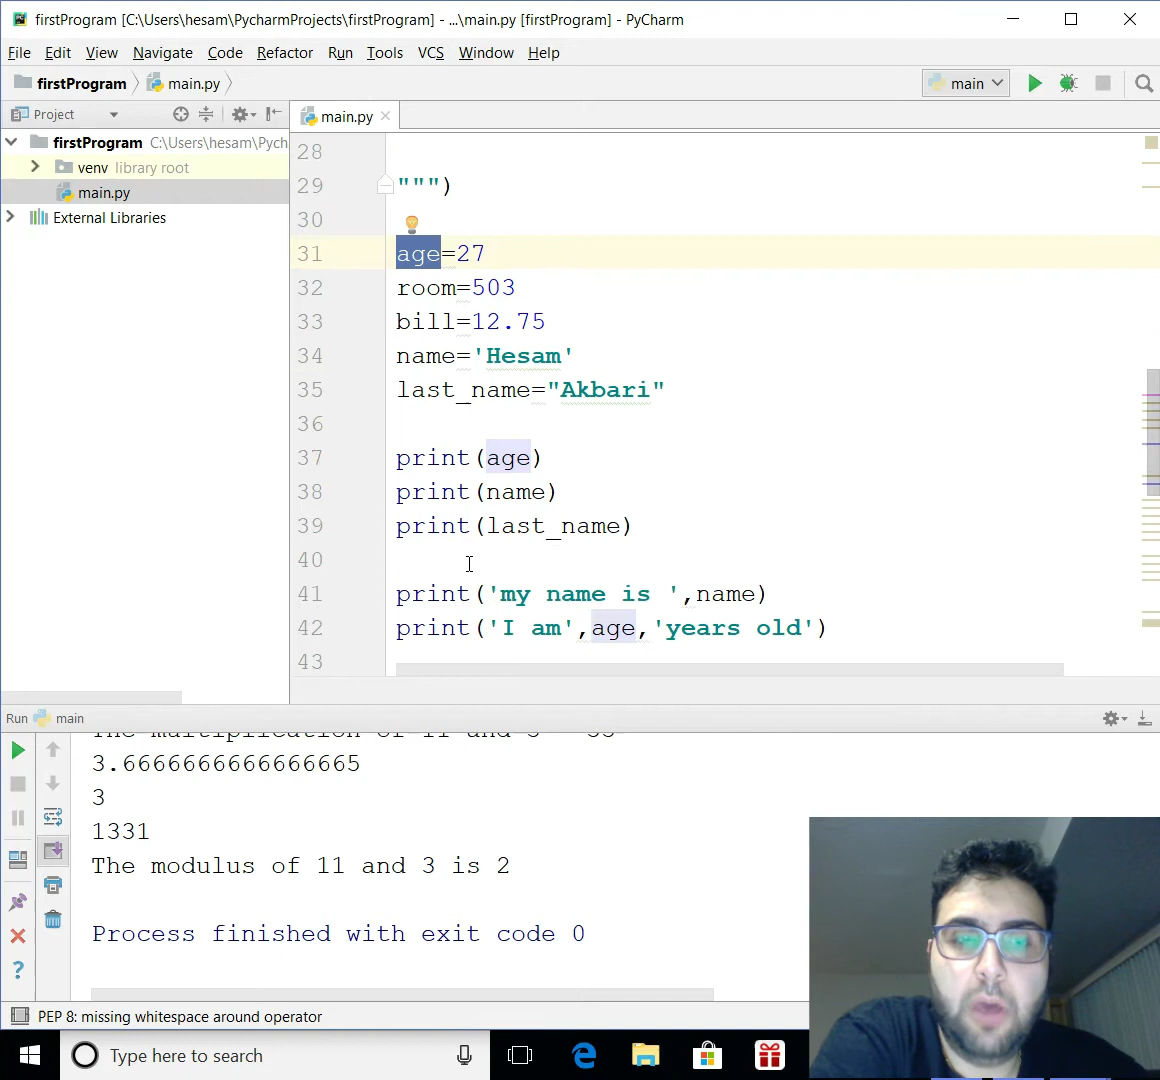 firstProgram [C:\Users\hesam\PycharmProjects\firstProgram] - ...\main.py [firstProgram] - PyCharm
File Edit View Navigate Code Refactor Run Tools VCS Window Help
firstProgram main.py main
Project main.py
firstProgram C:\Users\hesam\Pych
venv library root
main.py
External Libraries
28
29 """)
30
31 age=27
32 room=503
33 bill=12.75
34 name='Hesam'
35 last_name="Akbari"
36
37 print(age)
38 print(name)
39 print(last_name)
40
41 print('my name is ',name)
42 print('I am',age,'years old')
43
Run main
The multiplication of 11 and 3
3.6666666666666665
3
1331
The modulus of 11 and 3 is 2
Process finished with exit code 0
PEP 8: missing whitespace around operator
Type here to search